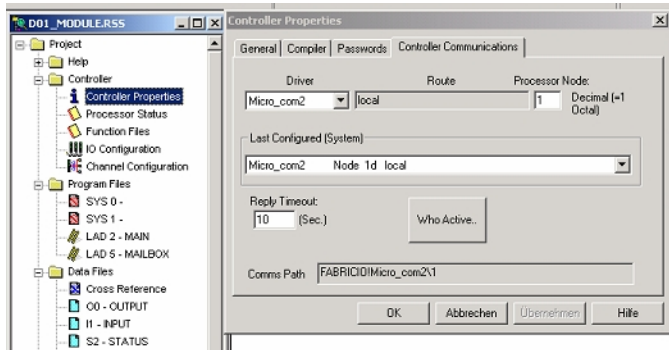 D01_MODULE.RSS
Project
Help
Controller
Controller Properties
Processor Status
Function Files
IO Configuration
Channel Configuration
Program Files
SYS 0 -
SYS 1 -
LAD 2 - MAIN
LAD 5 - MAILBOX
Data Files
Cross Reference
O0 - OUTPUT
I1 - INPUT
S2 - STATUS
Controller Properties
General Compiler Passwords Controller Communications
Driver Route Processor Node:
Micro_com2 local 1 Decimal (=1
Octal)
Last Configured (System)
Micro_com2 Node 1d local
Reply Timeout:
10 (Sec.) Who Active..
Comms Path FABRICIO!Micro_com2\1
OK Abbrechen Übernehmen Hilfe